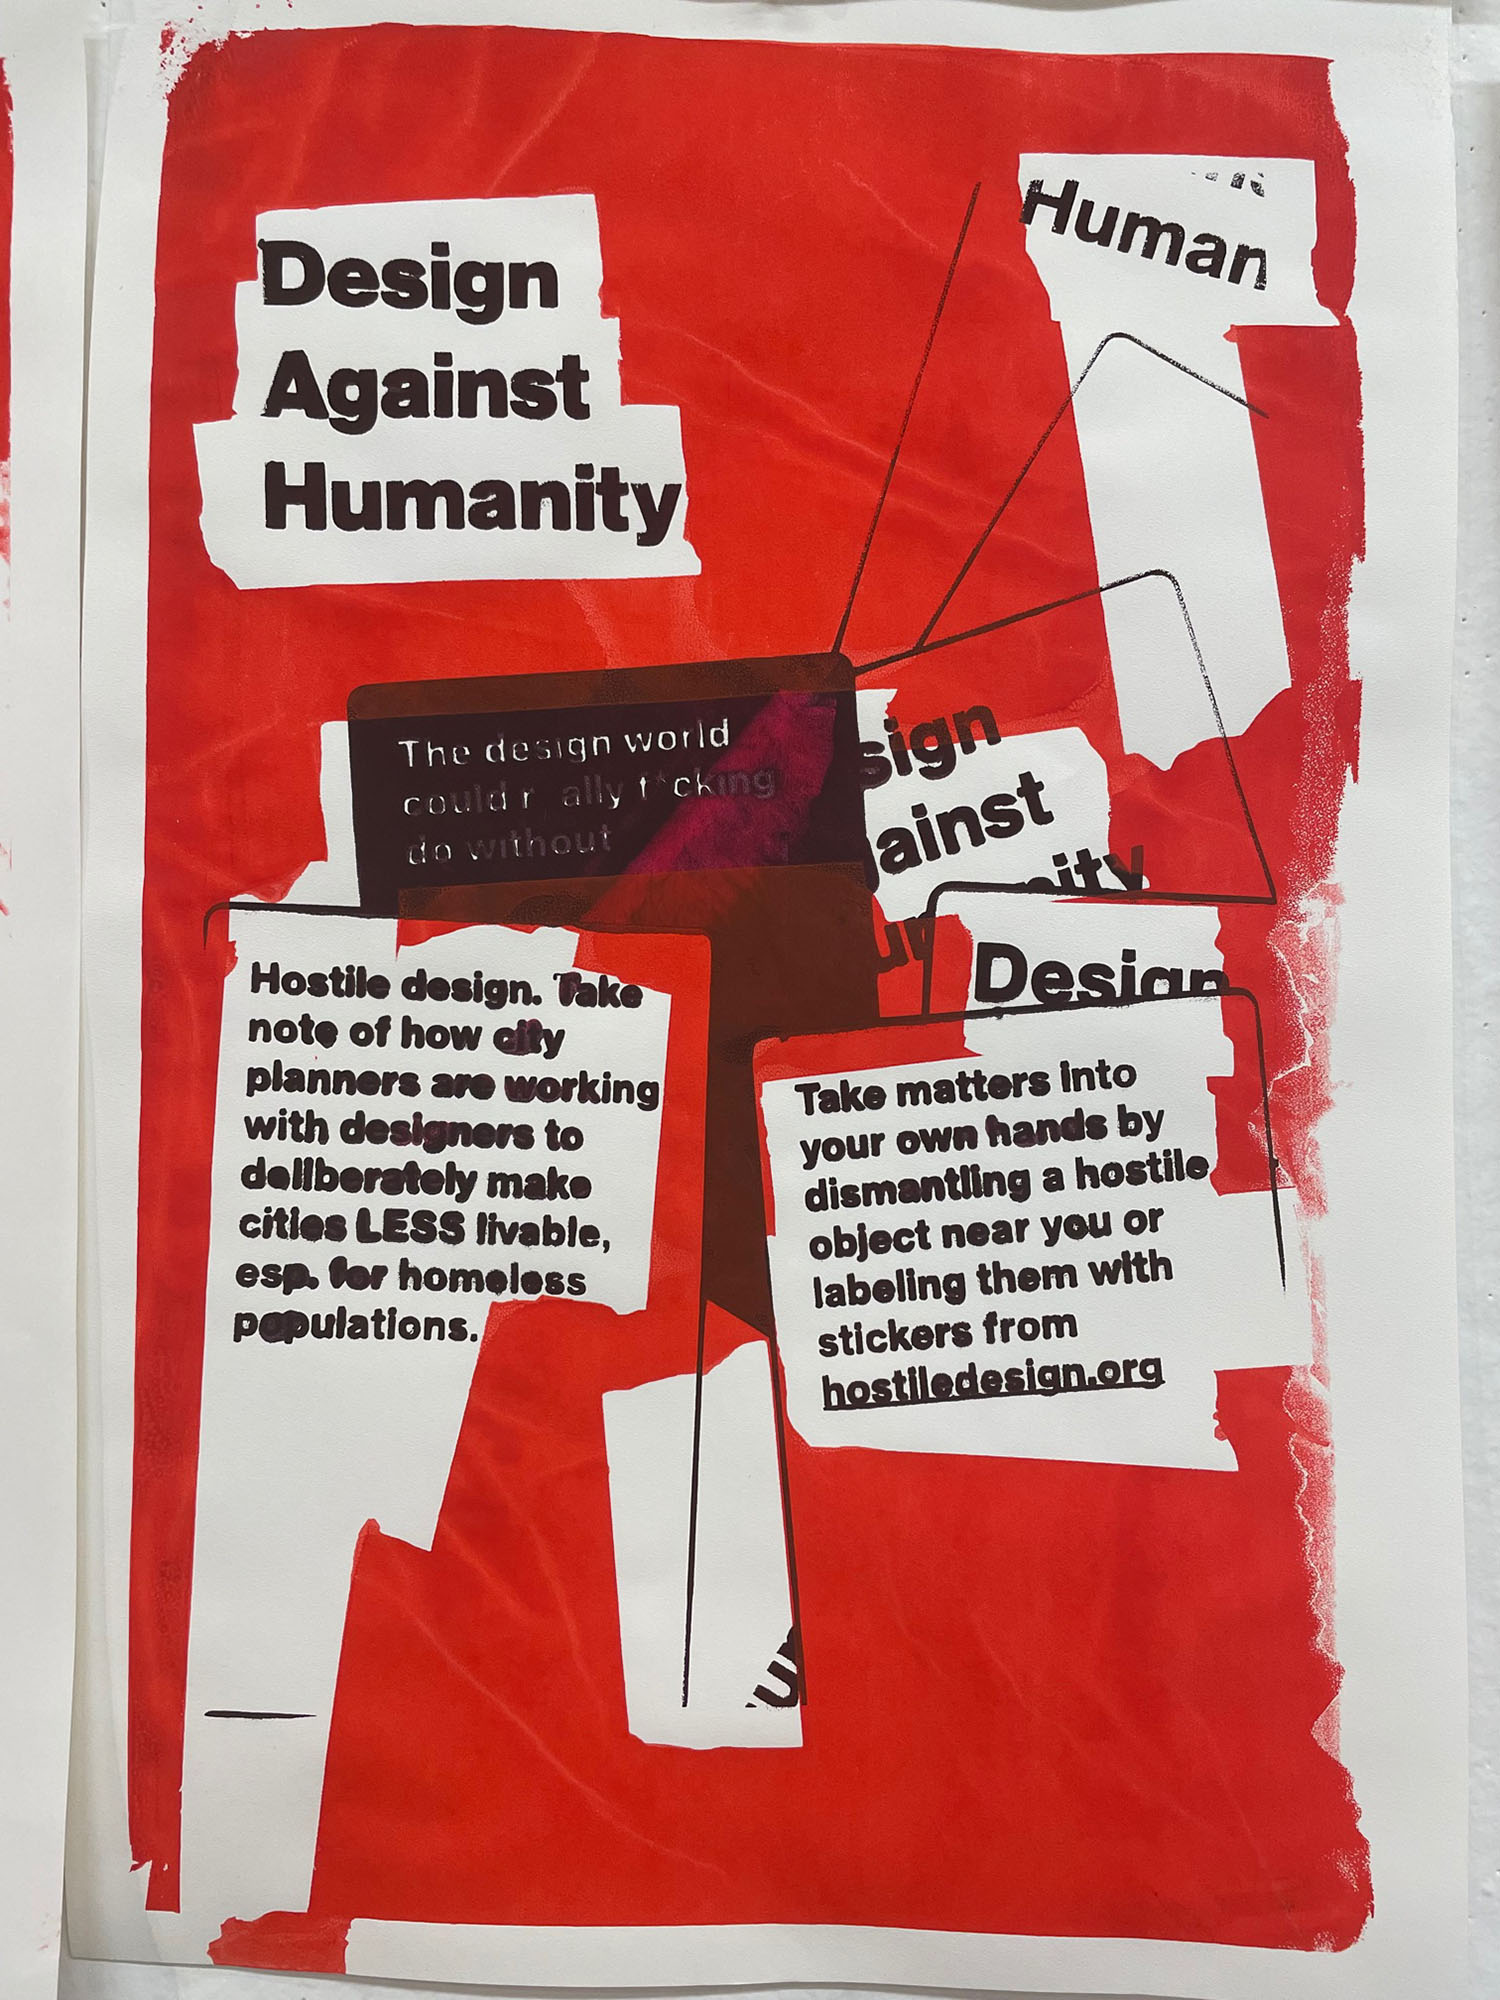 Design
Against
Humanity
Human
The design world
could r ally f*cking
do without
sign
ainst
nity
Design
Hostile design. Take
note of how city
planners are working
with designers to
deliberately make
cities LESS livable,
esp. for homeless
populations.
Take matters into
your own hands by
dismantling a hostile
object near you or
labeling them with
stickers from
hostiledesign.org